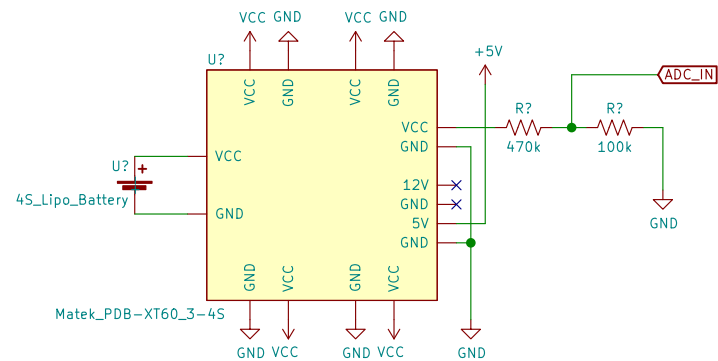 VCC GND VCC GND
U?
+5V
VCC GND VCC GND
ADC_IN
R? R?
VCC
GND
470k 100k
U? + VCC
4S_Lipo_Battery
GND
12V
GND
5V
GND
GND
GND VCC GND VCC
Matek_PDB-XT60_3-4S
GND VCC GND VCC GND